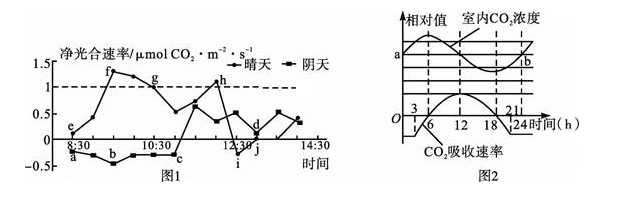 净光合速率/μmol CO₂·m⁻²·s⁻¹ 晴天 阴天
1.5
f
g
h
1
0.5
e
d
0
8:30
10:30
12:30
14:30
a
b
c
i
j
-0.5
时间
图1
相对值
室内CO₂浓度
a
b
O
3
6
12
18
21
24
时间(h)
CO₂吸收速率
图2